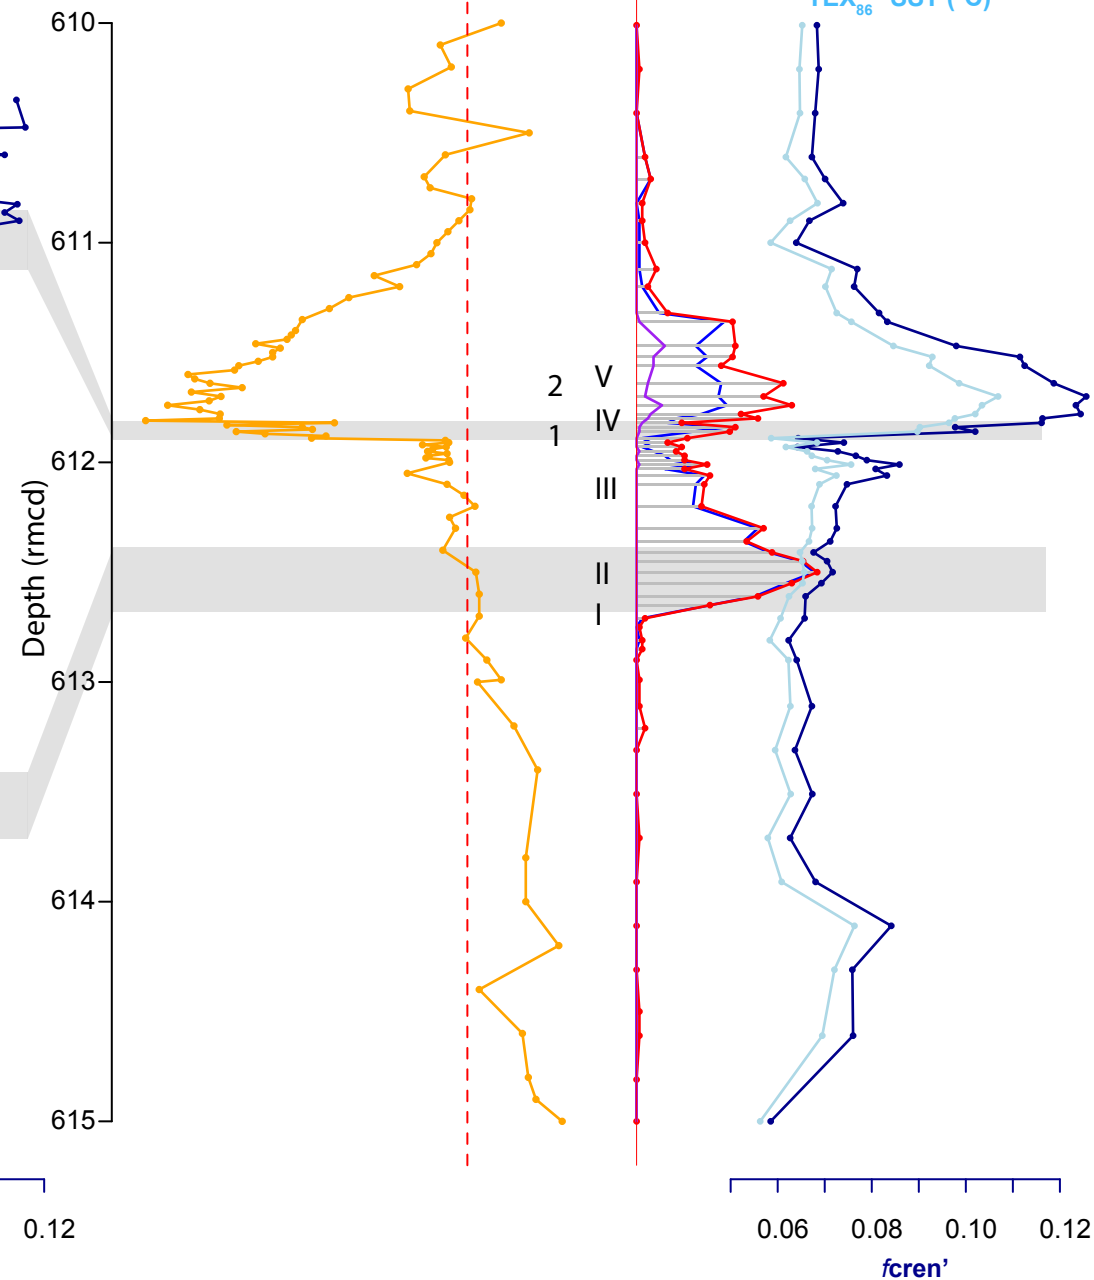 TEX86 SST (°C)
610
611
V
2
IV
1
612
III
Depth (rmcd)
II
I
613
614
615
0.12
0.06 0.08 0.10 0.12
fcren’